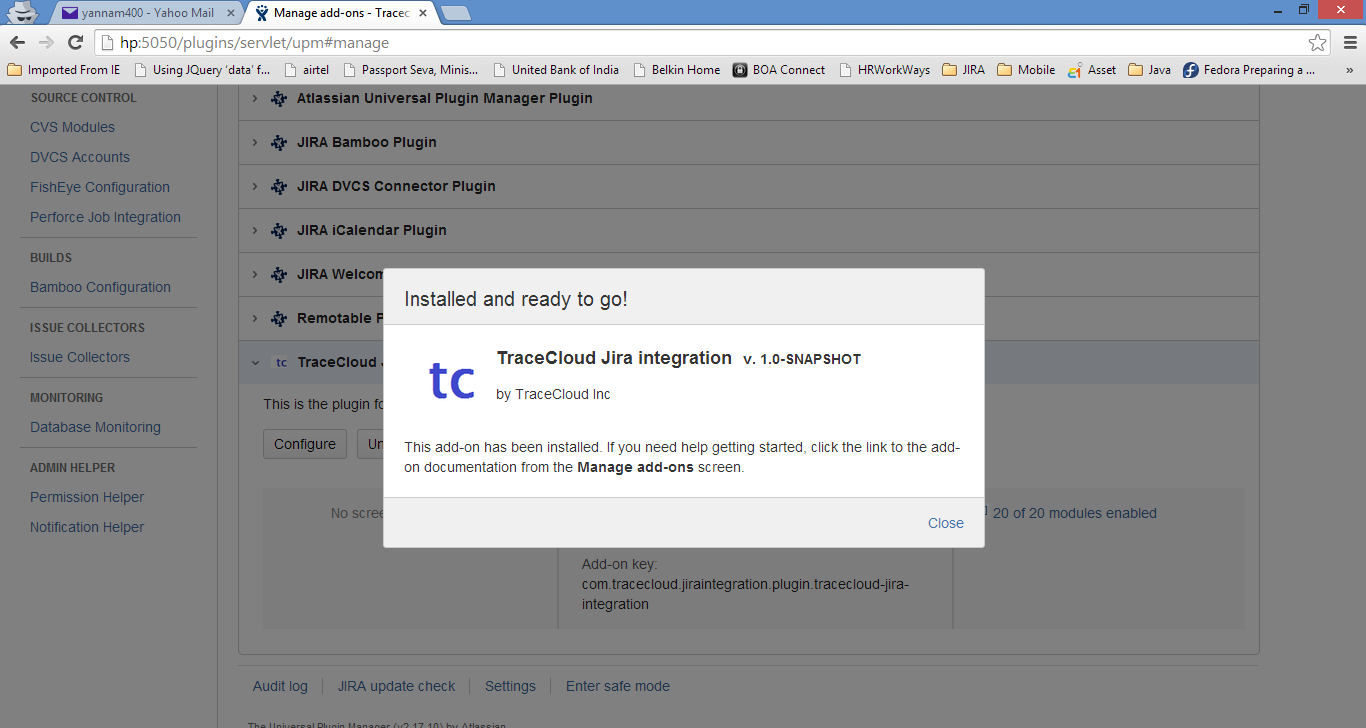 yannam400 - Yahoo Mail
Manage add-ons - Tracec
hp:5050/plugins/servlet/upm#manage
Imported From IE
Using JQuery 'data' f...
airtel
Passport Seva, Minis...
United Bank of India
Belkin Home
BOA Connect
HRWorkWays
JIRA
Mobile
Asset
Java
Fedora Preparing a ...
»
SOURCE CONTROL
CVS Modules
DVCS Accounts
FishEye Configuration
Perforce Job Integration
BUILDS
Bamboo Configuration
ISSUE COLLECTORS
Issue Collectors
MONITORING
Database Monitoring
ADMIN HELPER
Permission Helper
Notification Helper
Atlassian Universal Plugin Manager Plugin
JIRA Bamboo Plugin
JIRA DVCS Connector Plugin
JIRA iCalendar Plugin
JIRA Welcom
Remotable P
tc TraceCloud J
This is the plugin fo
Configure
Un
No scree
20 of 20 modules enabled
Add-on key:
com.tracecloud.jiraintegration.plugin.tracecloud-jira-
integration
Installed and ready to go!
tc
TraceCloud Jira integration v. 1.0-SNAPSHOT
by TraceCloud Inc
This add-on has been installed. If you need help getting started, click the link to the add-
on documentation from the Manage add-ons screen.
Close
Audit log
JIRA update check
Settings
Enter safe mode
The Universal Plugin Manager (v2.17.10) by Atlassian